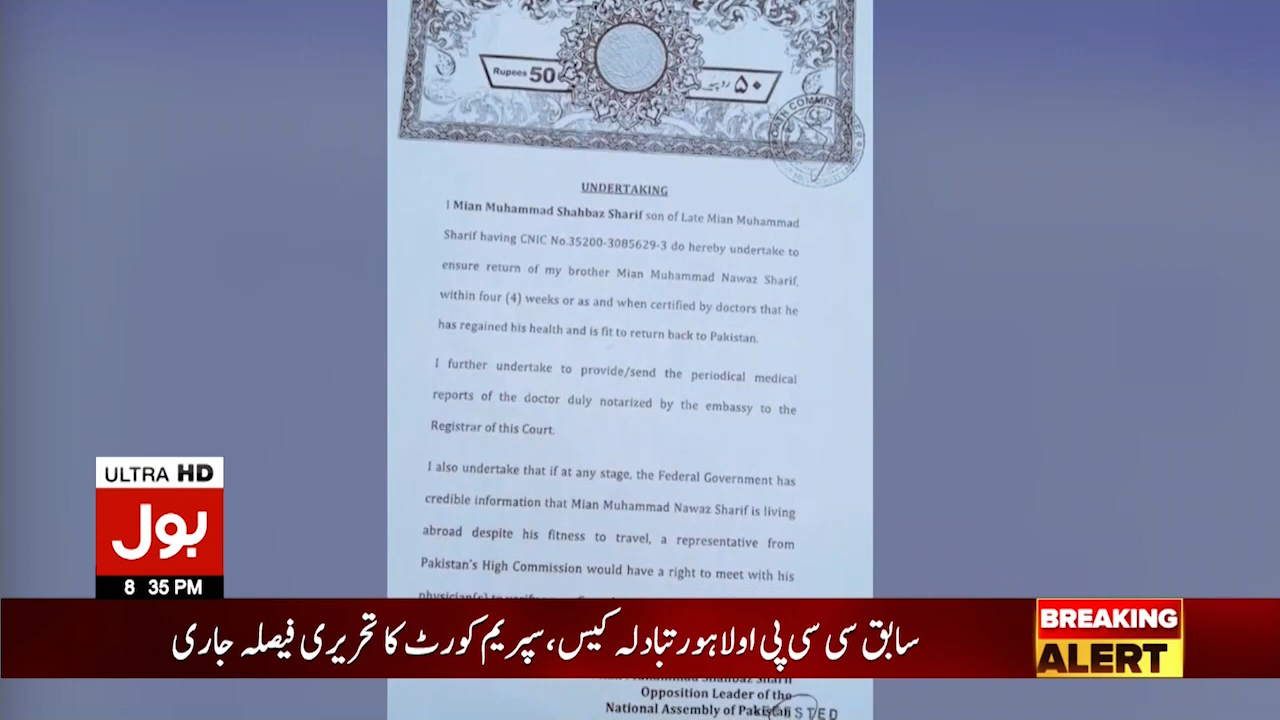 Rupees 50
۵۰ روپیہ
OATH COMMISSIONER
UNDERTAKING
I Mian Muhammad Shahbaz Sharif son of Late Mian Muhammad
Sharif having CNIC No.35200-3085629-3 do hereby undertake to
ensure return of my brother Mian Muhammad Nawaz Sharif,
within four (4) weeks or as and when certified by doctors that he
has regained his health and is fit to return back to Pakistan.
I further undertake to provide/send the periodical medical
reports of the doctor duly notarized by the embassy to the
Registrar of this Court.
I also undertake that if at any stage, the Federal Government has
credible information that Mian Muhammad Nawaz Sharif is living
abroad despite his fitness to travel, a representative from
Pakistan's High Commission would have a right to meet with his
physician(s) to
ULTRA HD
بول
8 35 PM
سابق سی سی پی او لاہور تبادلہ کیس، سپریم کورٹ کا تحریری فیصلہ جاری
BREAKING
ALERT
Opposition Leader of the
National Assembly of Pakistan